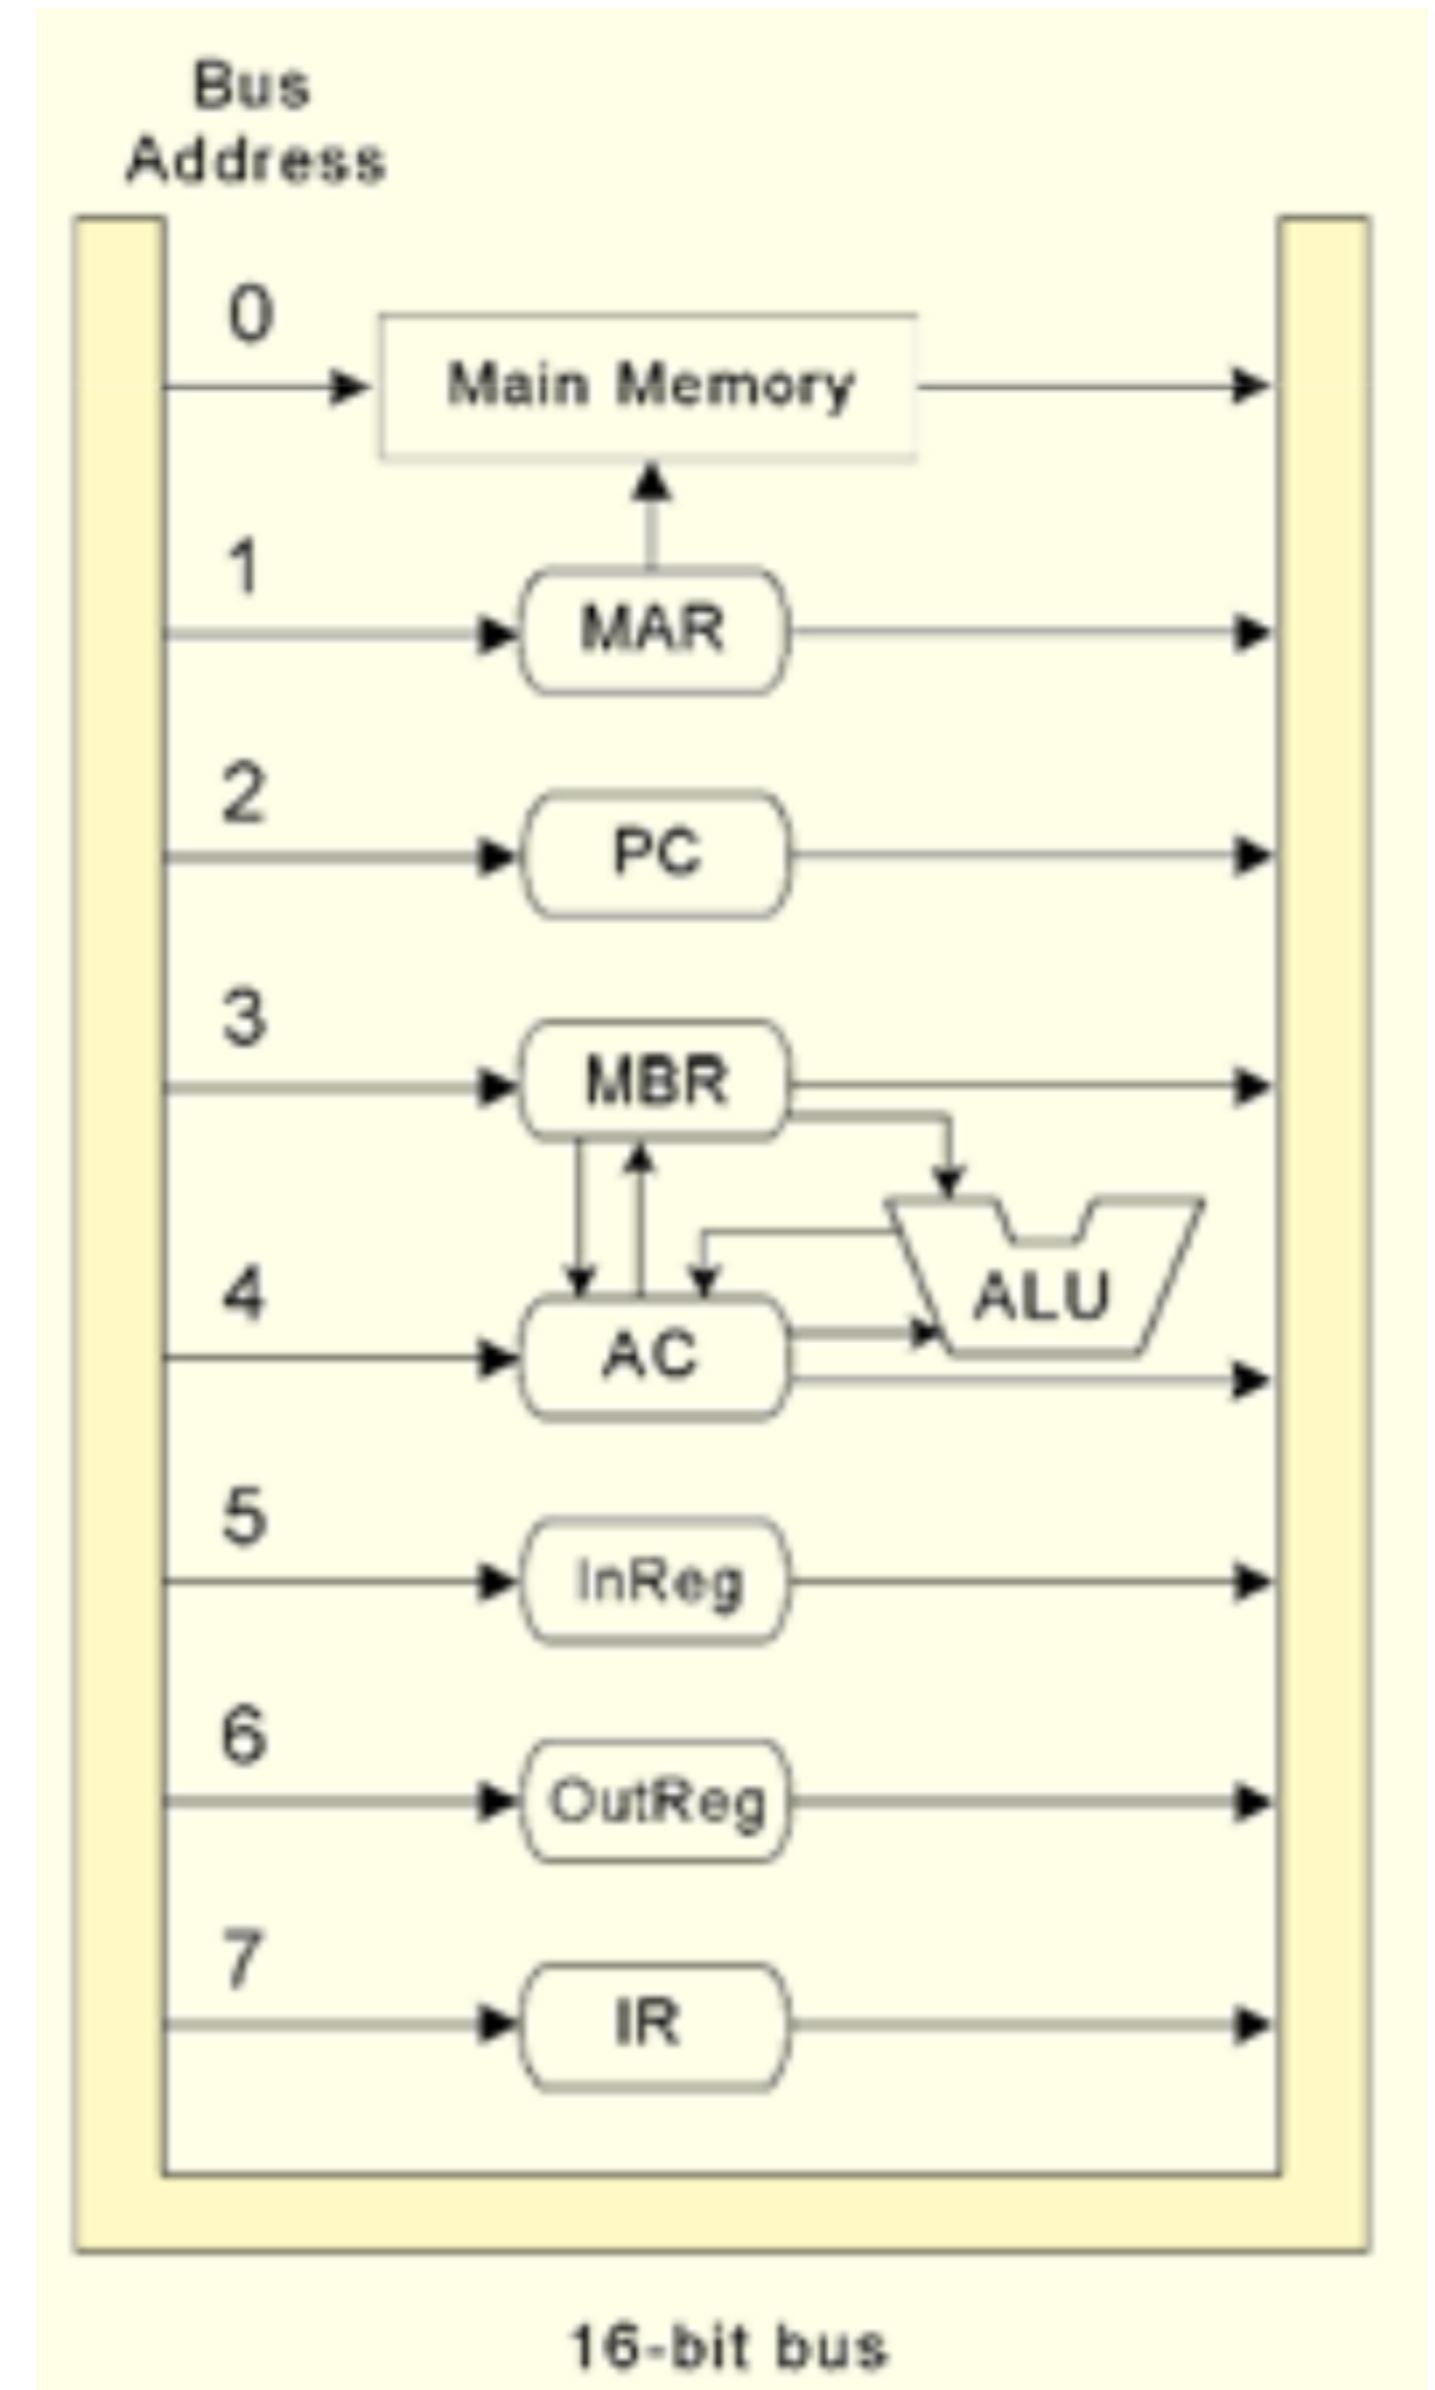 Bus
Address
0
Main Memory
1
MAR
2
PC
3
MBR
4
ALU
AC
5
InReg
6
OutReg
7
IR
16-bit bus